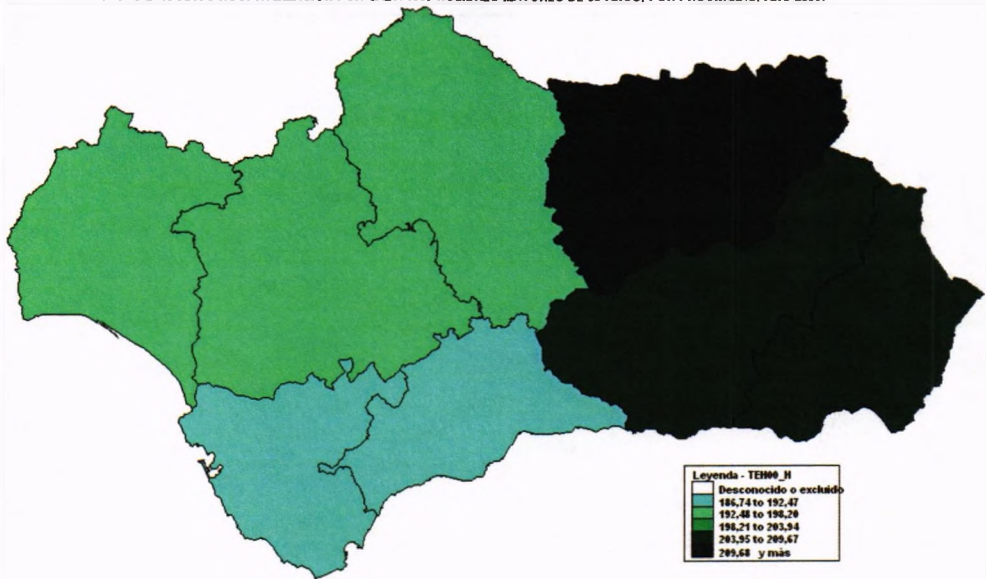 Leyenda - TEH00_H
Desconocido o excluido
186,74 to 192,47
192,48 to 198,20
198,21 to 203,94
203,95 to 209,67
209,68 y más